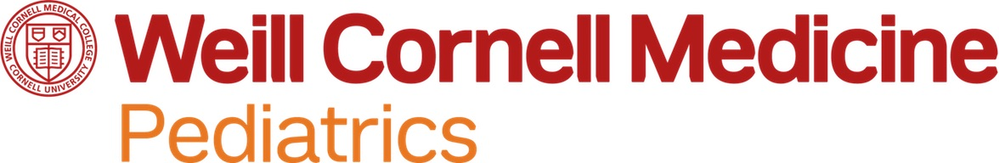 WEILL CORNELL MEDICAL COLLEGE
CORNELL UNIVERSITY
Weill Cornell Medicine
Pediatrics